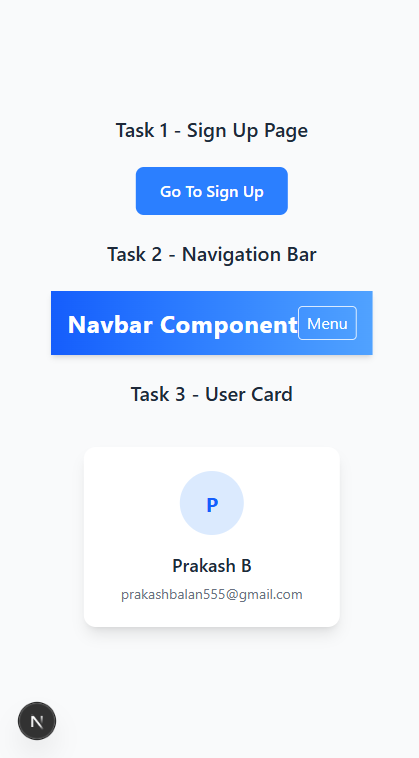 Task 1 - Sign Up Page
Go To Sign Up
Task 2 - Navigation Bar
Navbar Component Menu
Task 3 - User Card
P
Prakash B
prakashbalan555@gmail.com
N